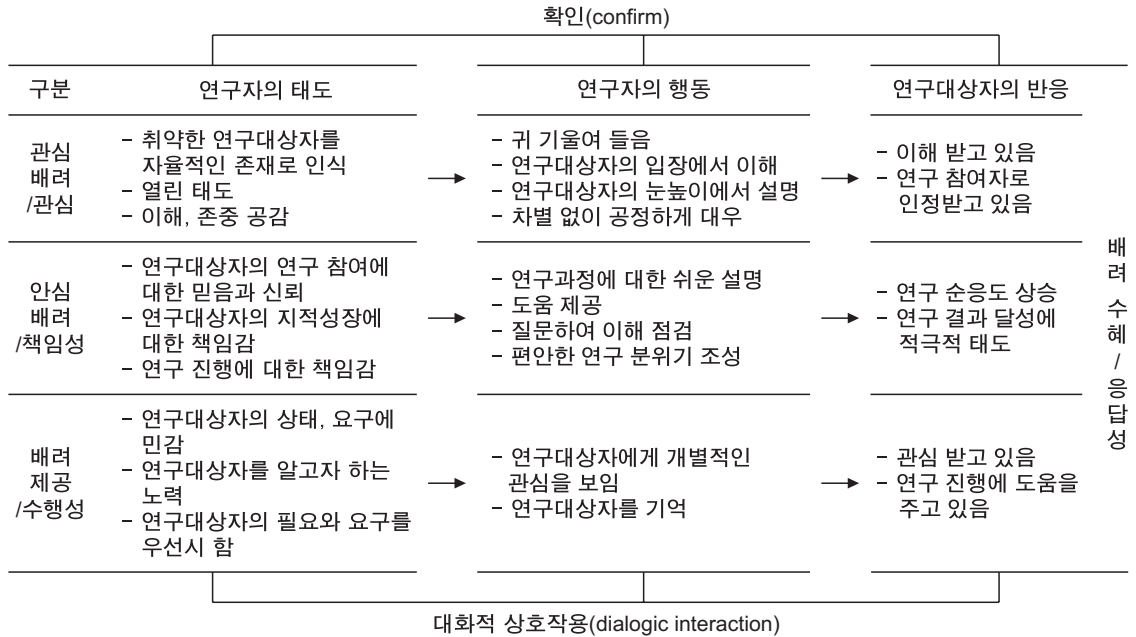 확인(confirm)
구분
연구자의 태도
연구자의 행동
연구대상자의 반응
관심
배려
/관심
– 취약한 연구대상자를
자율적인 존재로 인식
– 열린 태도
– 이해, 존중 공감
– 귀 기울여 들음
– 연구대상자의 입장에서 이해
– 연구대상자의 눈높이에서 설명
– 차별 없이 공정하게 대우
– 이해 받고 있음
– 연구 참여자로
인정받고 있음
안심
배려
/책임성
– 연구대상자의 연구 참여에
대한 믿음과 신뢰
– 연구대상자의 지적성장에
대한 책임감
– 연구 진행에 대한 책임감
– 연구과정에 대한 쉬운 설명
– 도움 제공
– 질문하여 이해 점검
– 편안한 연구 분위기 조성
– 연구 순응도 상승
– 연구 결과 달성에
적극적 태도
배려
제공
/수행성
– 연구대상자의 상태, 요구에
민감
– 연구대상자를 알고자 하는
노력
– 연구대상자의 필요와 요구를
우선시 함
– 연구대상자에게 개별적인
관심을 보임
– 연구대상자를 기억
– 관심 받고 있음
– 연구 진행에 도움을
주고 있음
배려 수혜/응답성
대화적 상호작용(dialogic interaction)